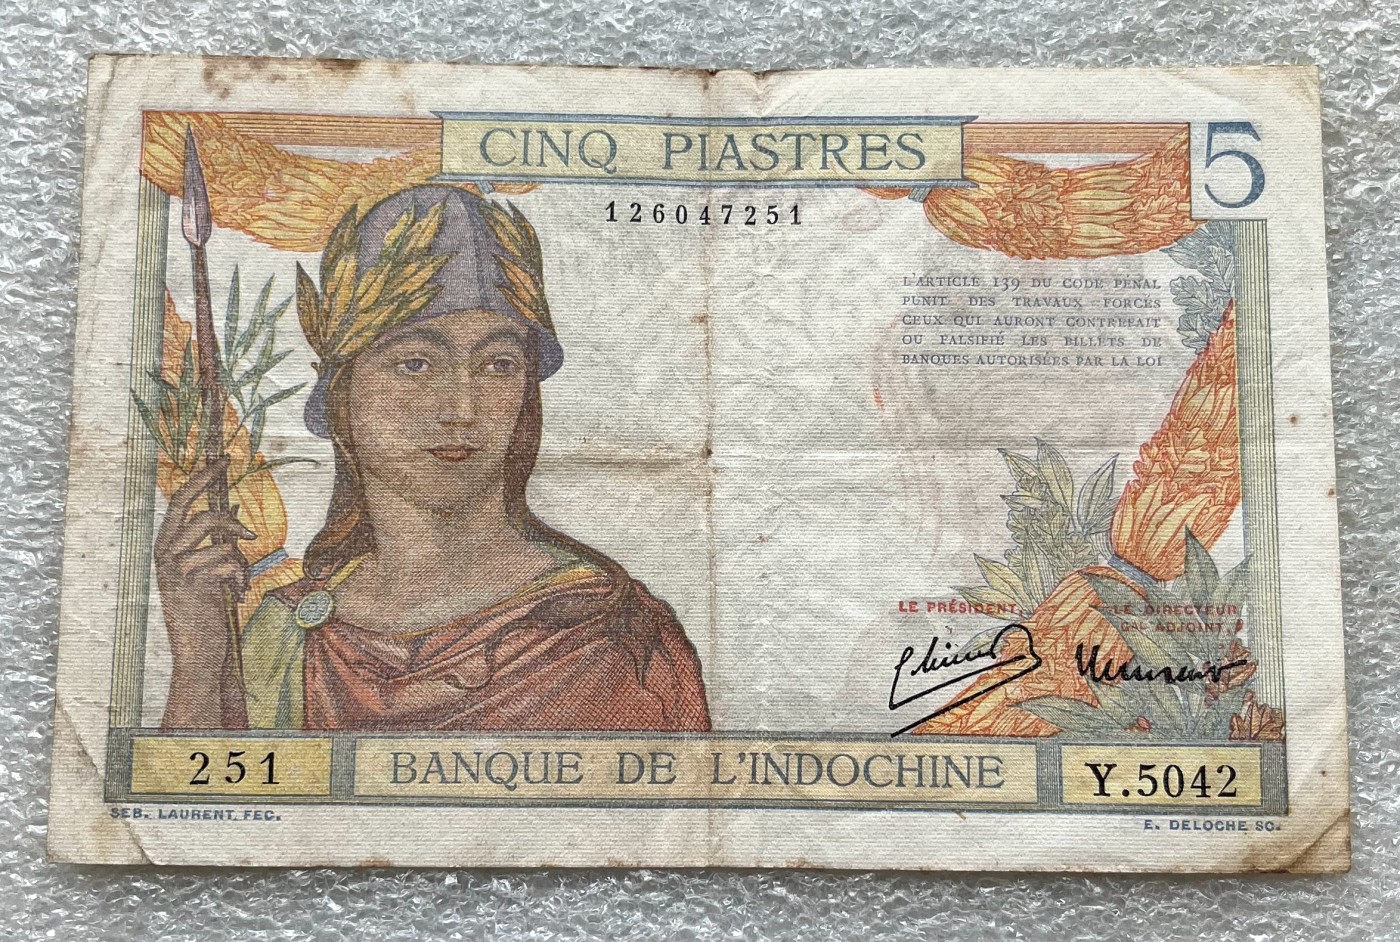 CINQ PIASTRES
5
126047251
L'ARTICLE 139 DU CODE PÉNAL
PUNIT DES TRAVAUX FORCÉS
CEUX QUI AURONT CONTREFAIT
OU FALSIFIÉ LES BILLETS DE
BANQUES AUTORISÉES PAR LA LOI
LE PRÉSIDENT,
LE DIRECTEUR
GAL ADJOINT,
251
BANQUE DE L'INDOCHINE
Y.5042
SEB. LAURENT, FEC.
E. DELOCHE SC.